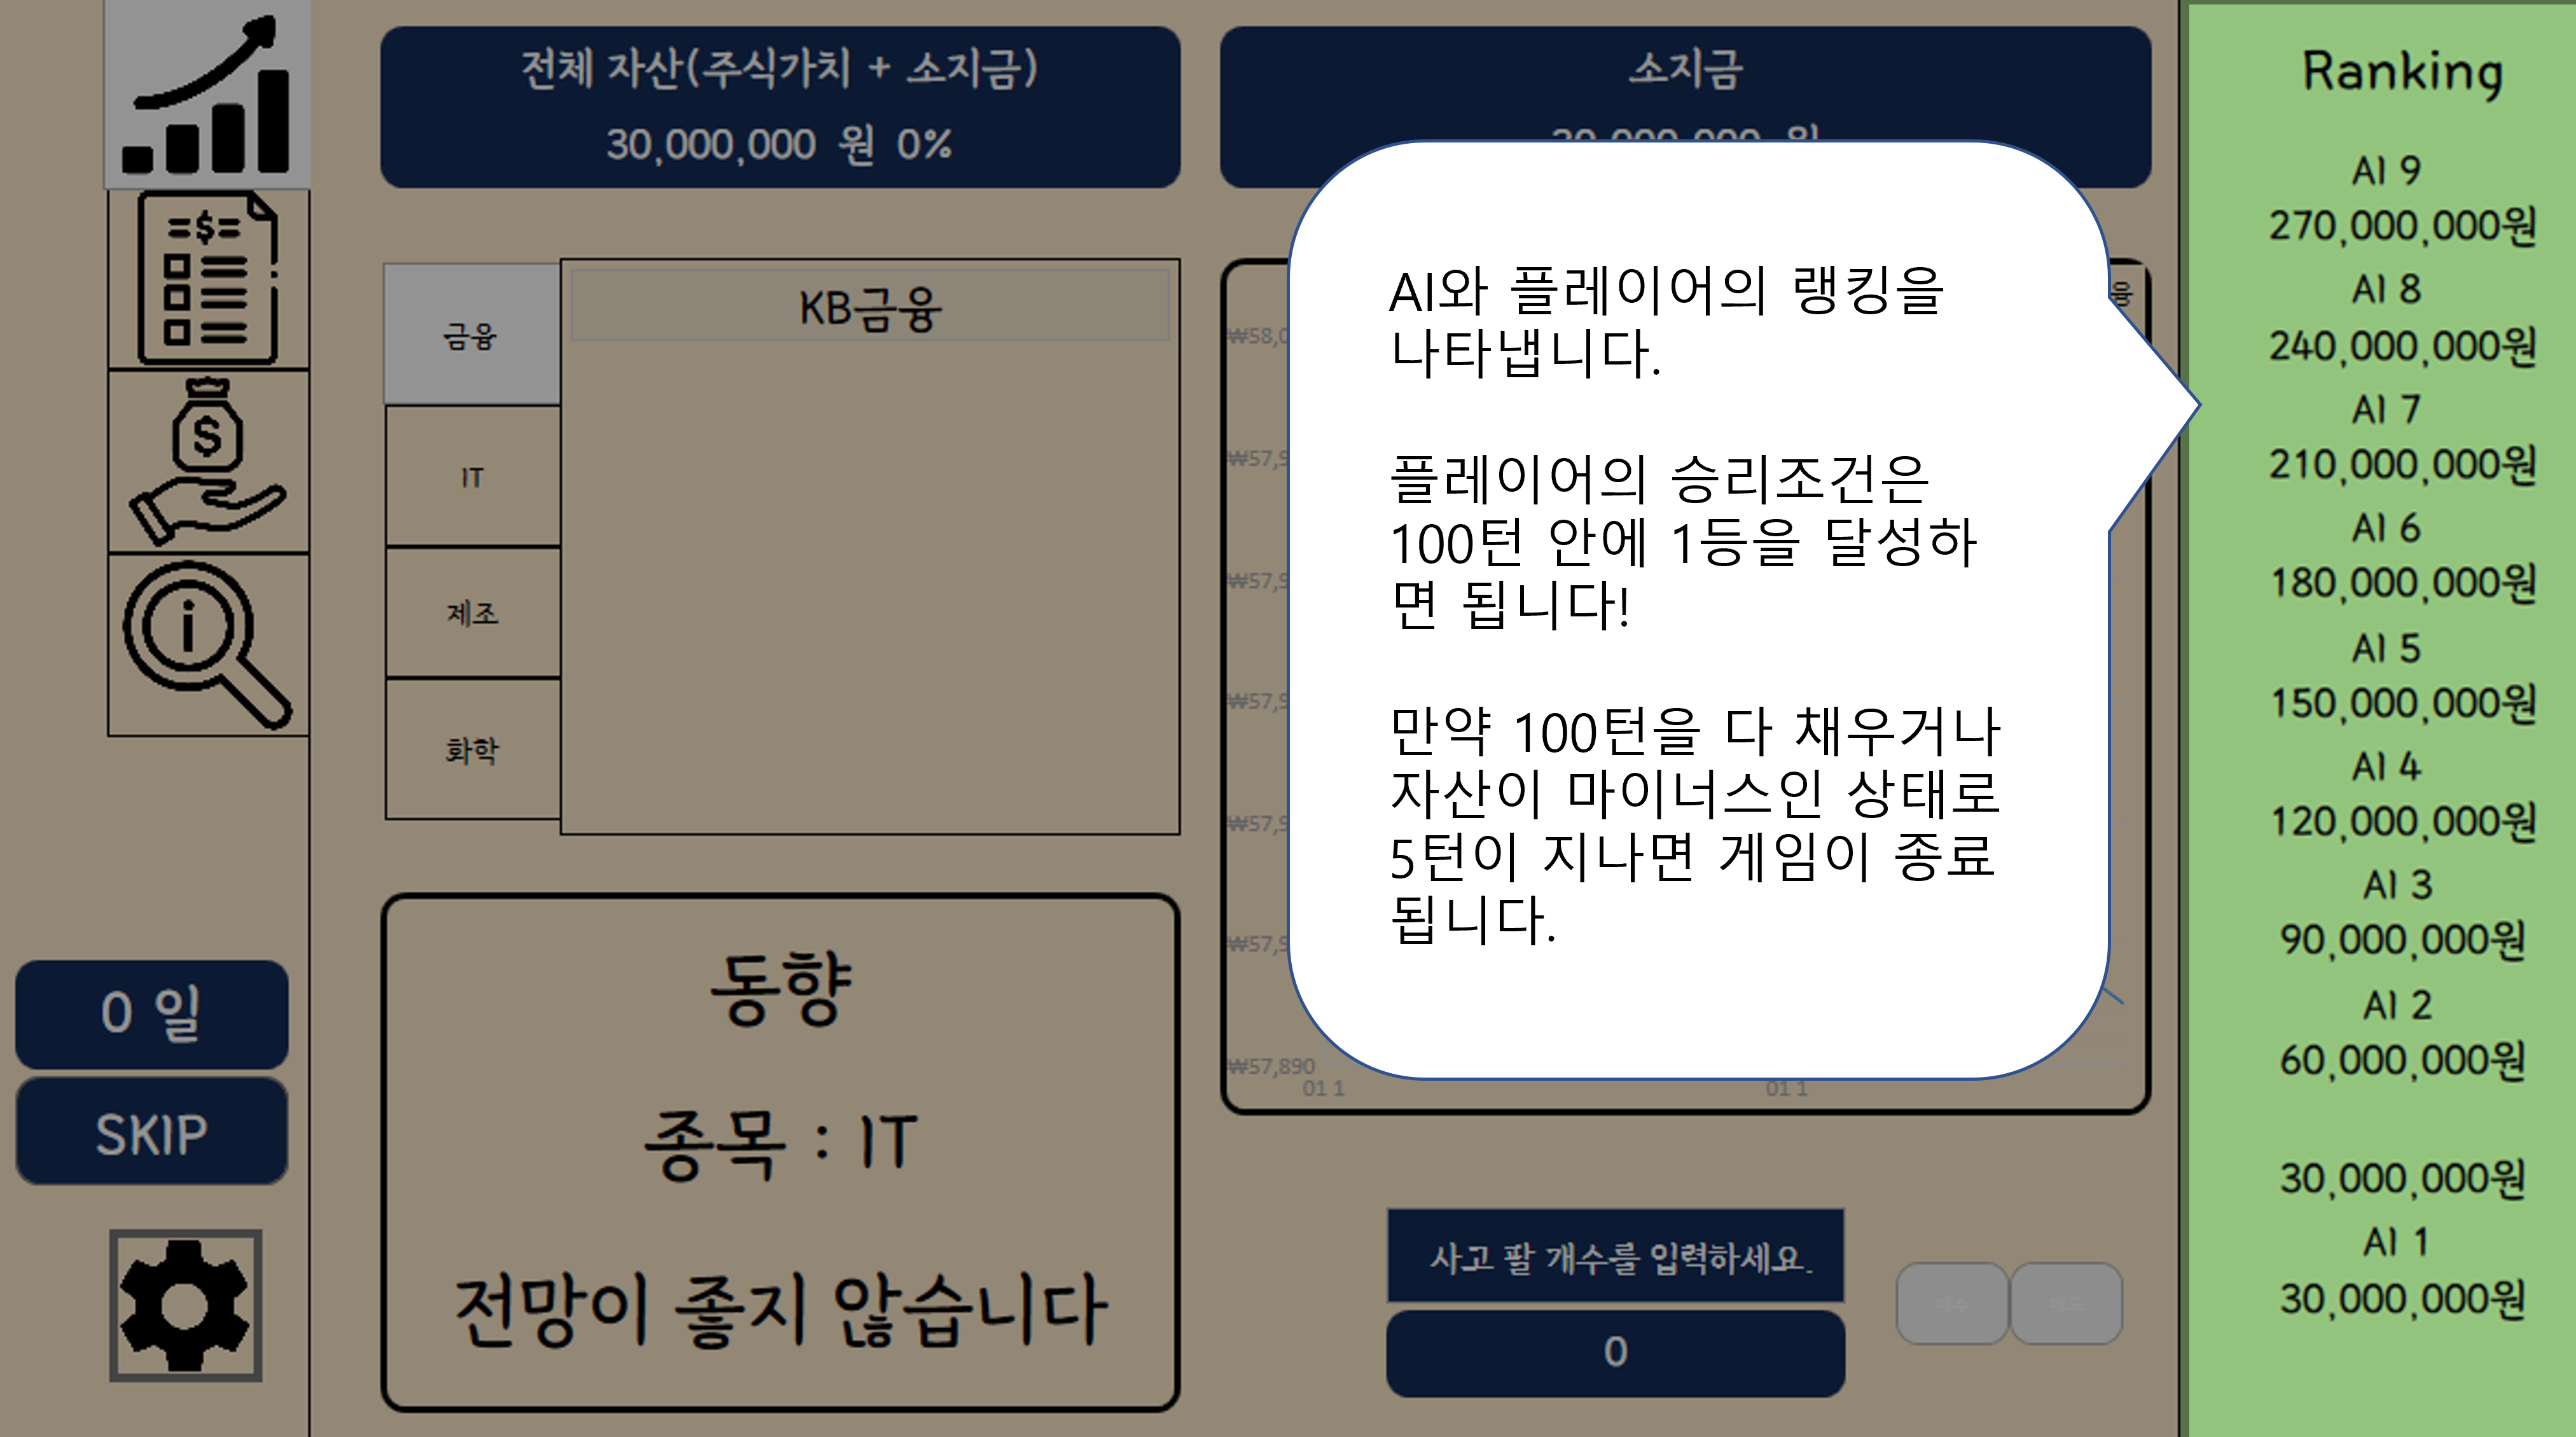 전체 자산(주식가치 + 소지금)
30,000,000 원 0%
소지금
30,000,000 원
=$=
$
i
금융
IT
제조
화학
KB금융
0 일
SKIP
동향
종목 : IT
전망이 좋지 않습니다
AI와 플레이어의 랭킹을
나타냅니다.
플레이어의 승리조건은
100턴 안에 1등을 달성하
면 됩니다!
만약 100턴을 다 채우거나
자산이 마이너스인 상태로
5턴이 지나면 게임이 종료
됩니다.
융
₩58,0
₩57,9
₩57,9
₩57,9
₩57,9
₩57,9
₩57,890
01 1
01 1
사고 팔 개수를 입력하세요.
0
매수
매도
Ranking
AI 9
270,000,000원
AI 8
240,000,000원
AI 7
210,000,000원
AI 6
180,000,000원
AI 5
150,000,000원
AI 4
120,000,000원
AI 3
90,000,000원
AI 2
60,000,000원
30,000,000원
AI 1
30,000,000원